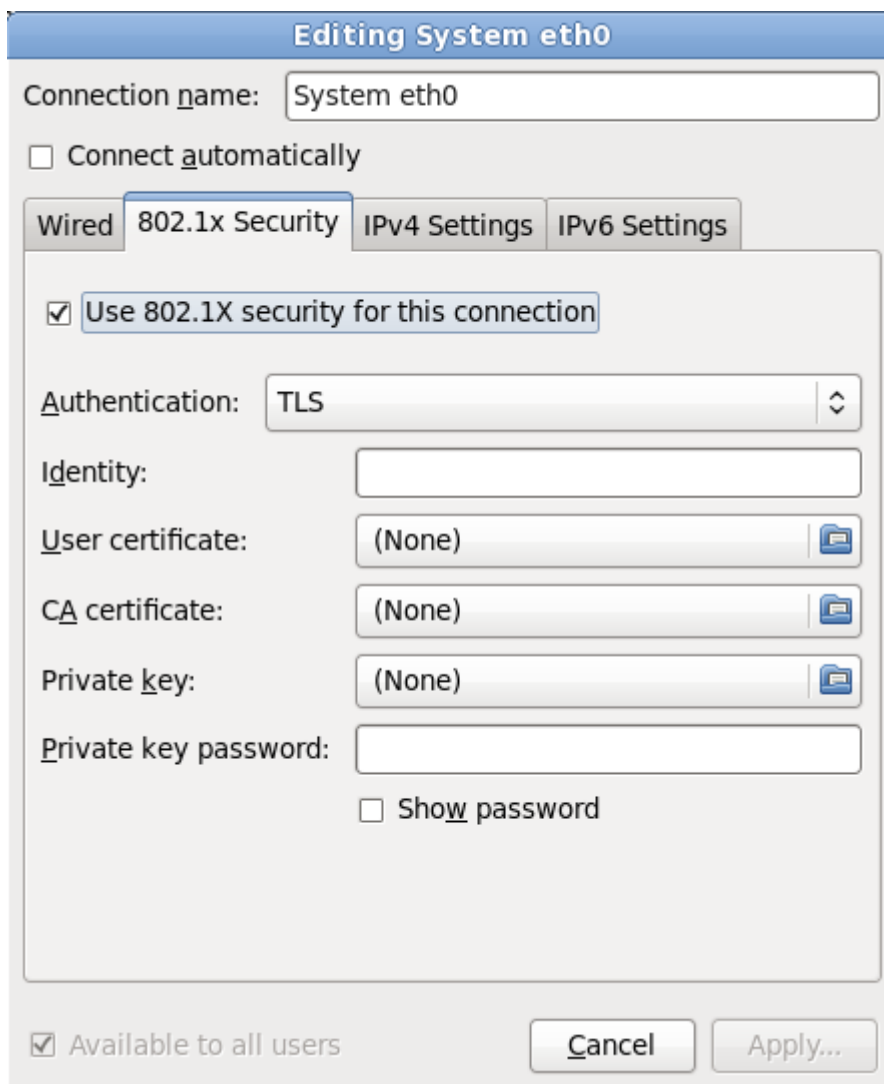 Editing System eth0
Connection name: System eth0
Connect automatically
Wired 802.1x Security IPv4 Settings IPv6 Settings
Use 802.1X security for this connection
Authentication: TLS
Identity:
User certificate: (None)
CA certificate: (None)
Private key: (None)
Private key password:
Show password
Available to all users Cancel Apply...